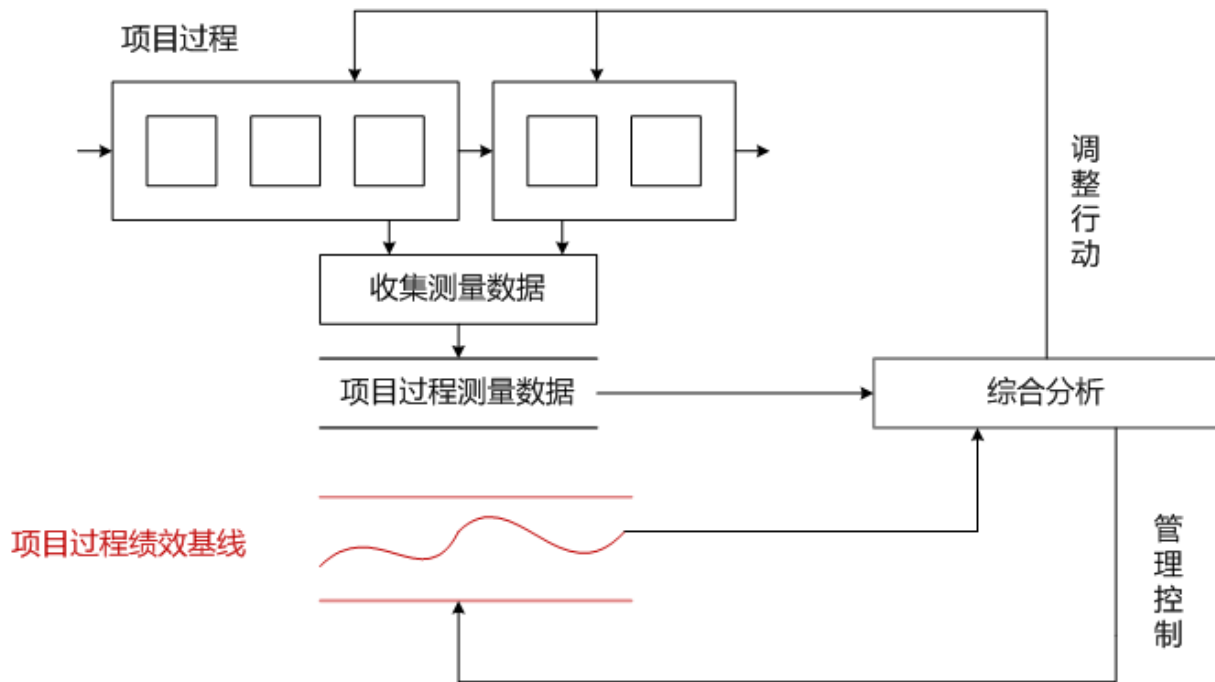 项目过程
调整行动
收集测量数据
项目过程测量数据
综合分析
项目过程绩效基线
管理控制